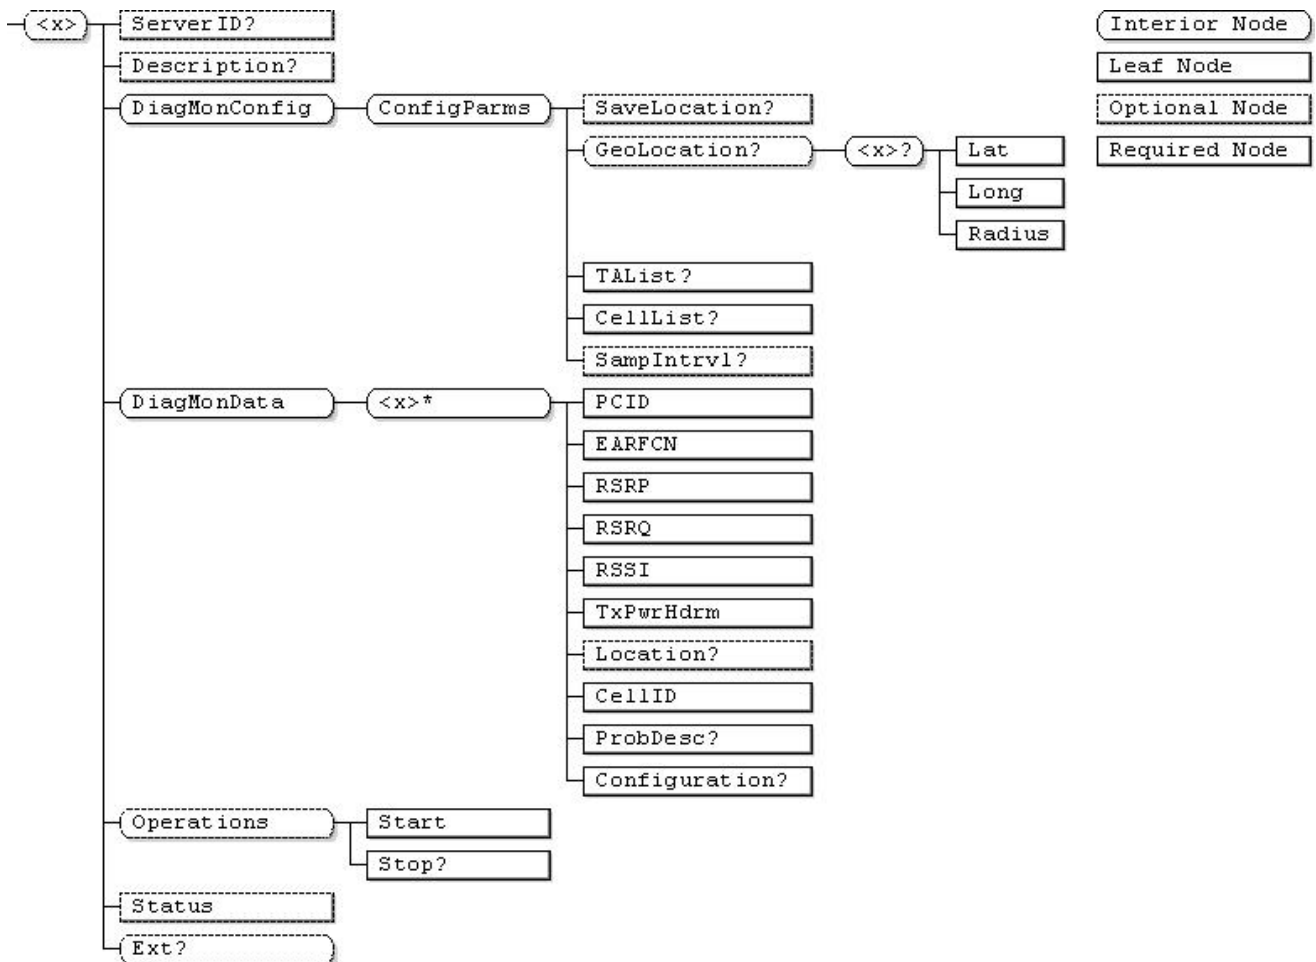 <x>
ServerID?
Description?
DiagMonConfig
ConfigParms
SaveLocation?
GeoLocation?
<x>?
Lat
Long
Radius
TAList?
CellList?
SampIntrvl?
DiagMonData
<x>*
PCID
EARFCN
RSRP
RSRQ
RSSI
TxPwrHdrm
Location?
CellID
ProbDesc?
Configuration?
Operations
Start
Stop?
Status
Ext?
Interior Node
Leaf Node
Optional Node
Required Node